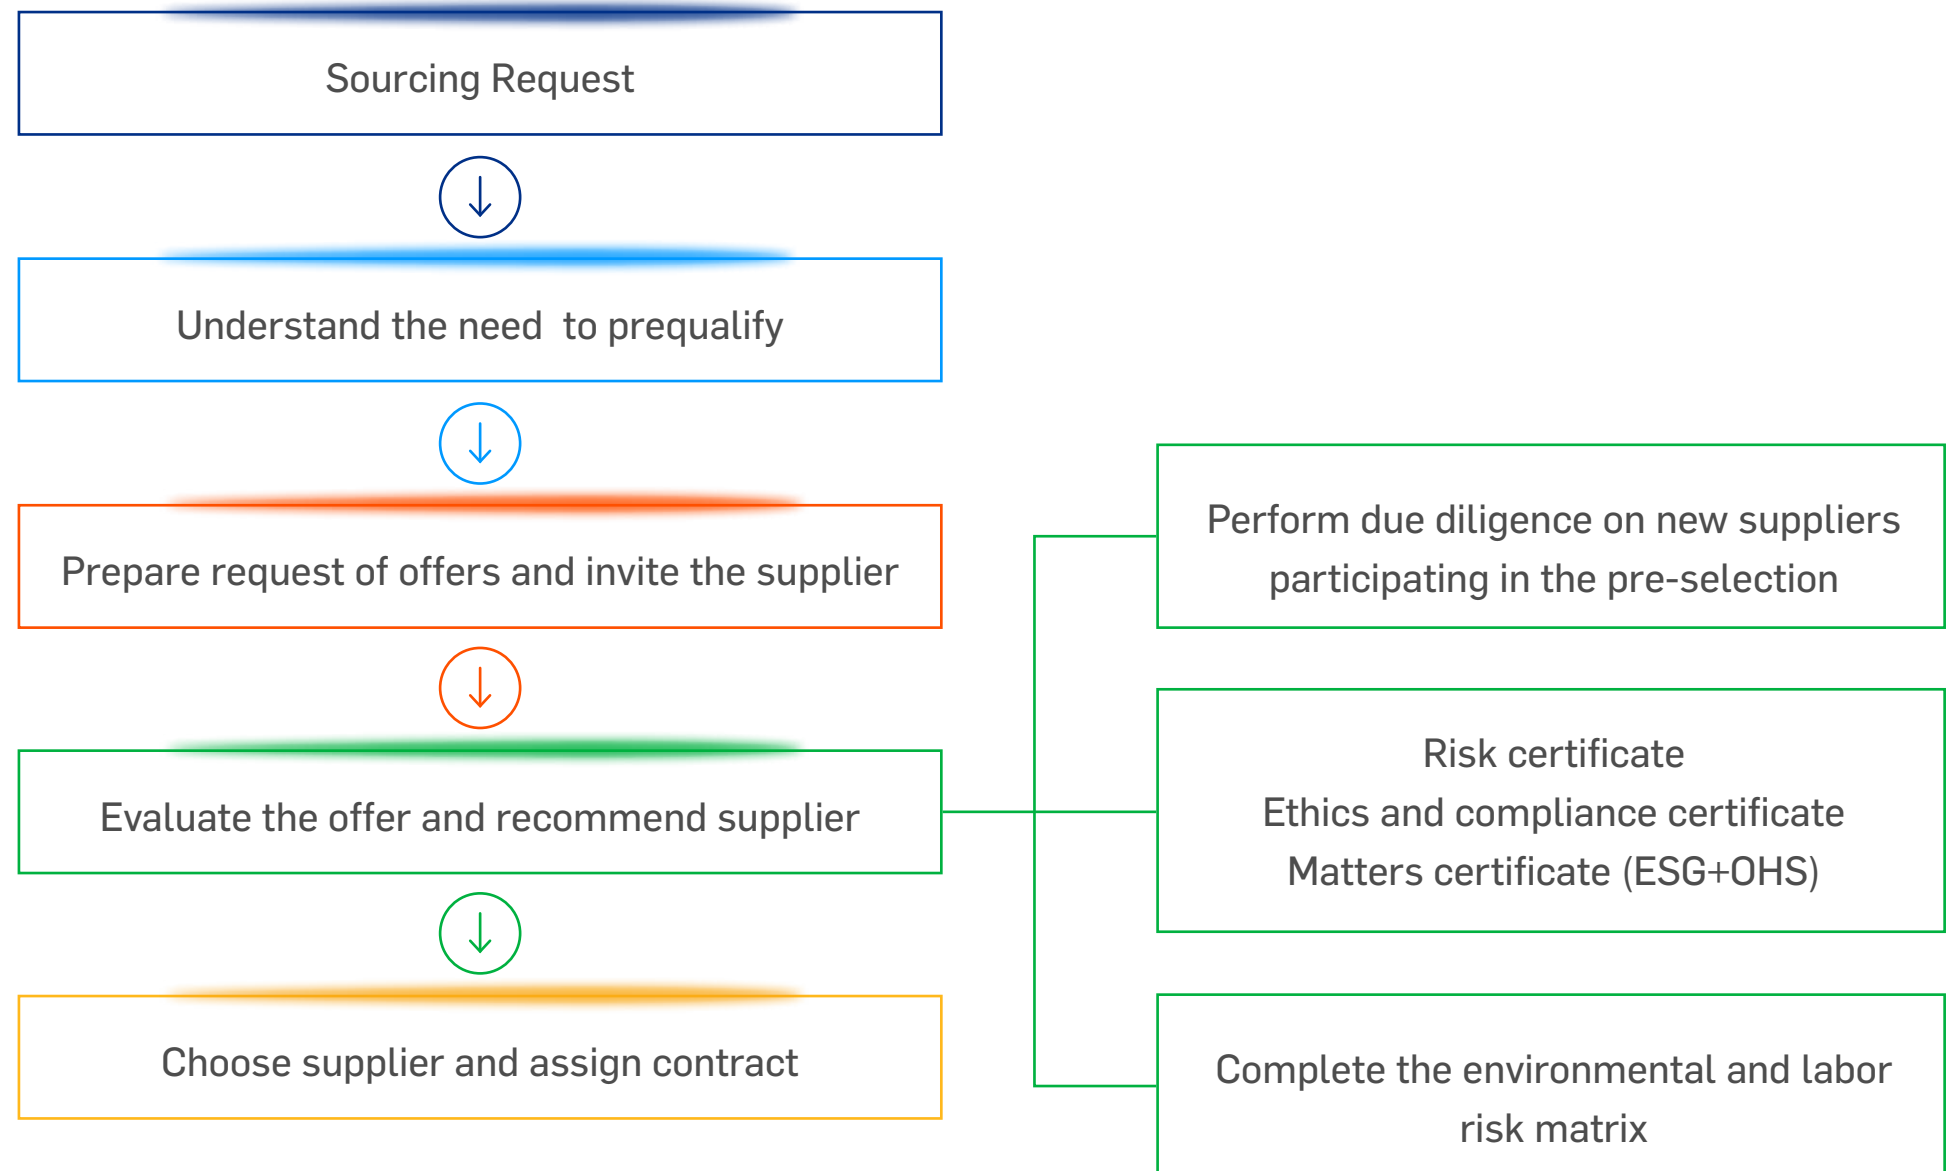 Sourcing Request
Understand the need  to prequalify
Prepare request of offers and invite the supplier
Evaluate the offer and recommend supplier
Choose supplier and assign contract
Perform due diligence on new suppliers
participating in the pre-selection
Risk certificate
Ethics and compliance certificate
Matters certificate (ESG+OHS)
Complete the environmental and labor
risk matrix